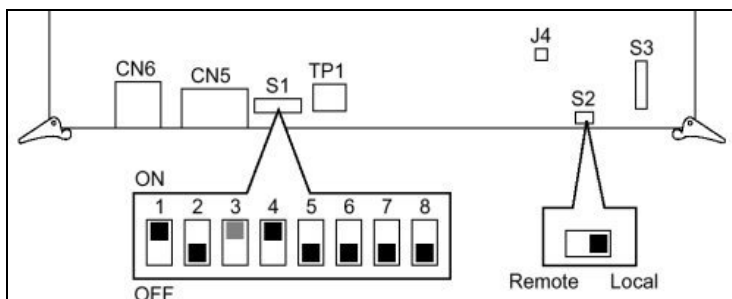 J4
S3
CN6 CN5 S1 TP1
S2
ON
1 2 3 4 5 6 7 8
Remote Local
OFF